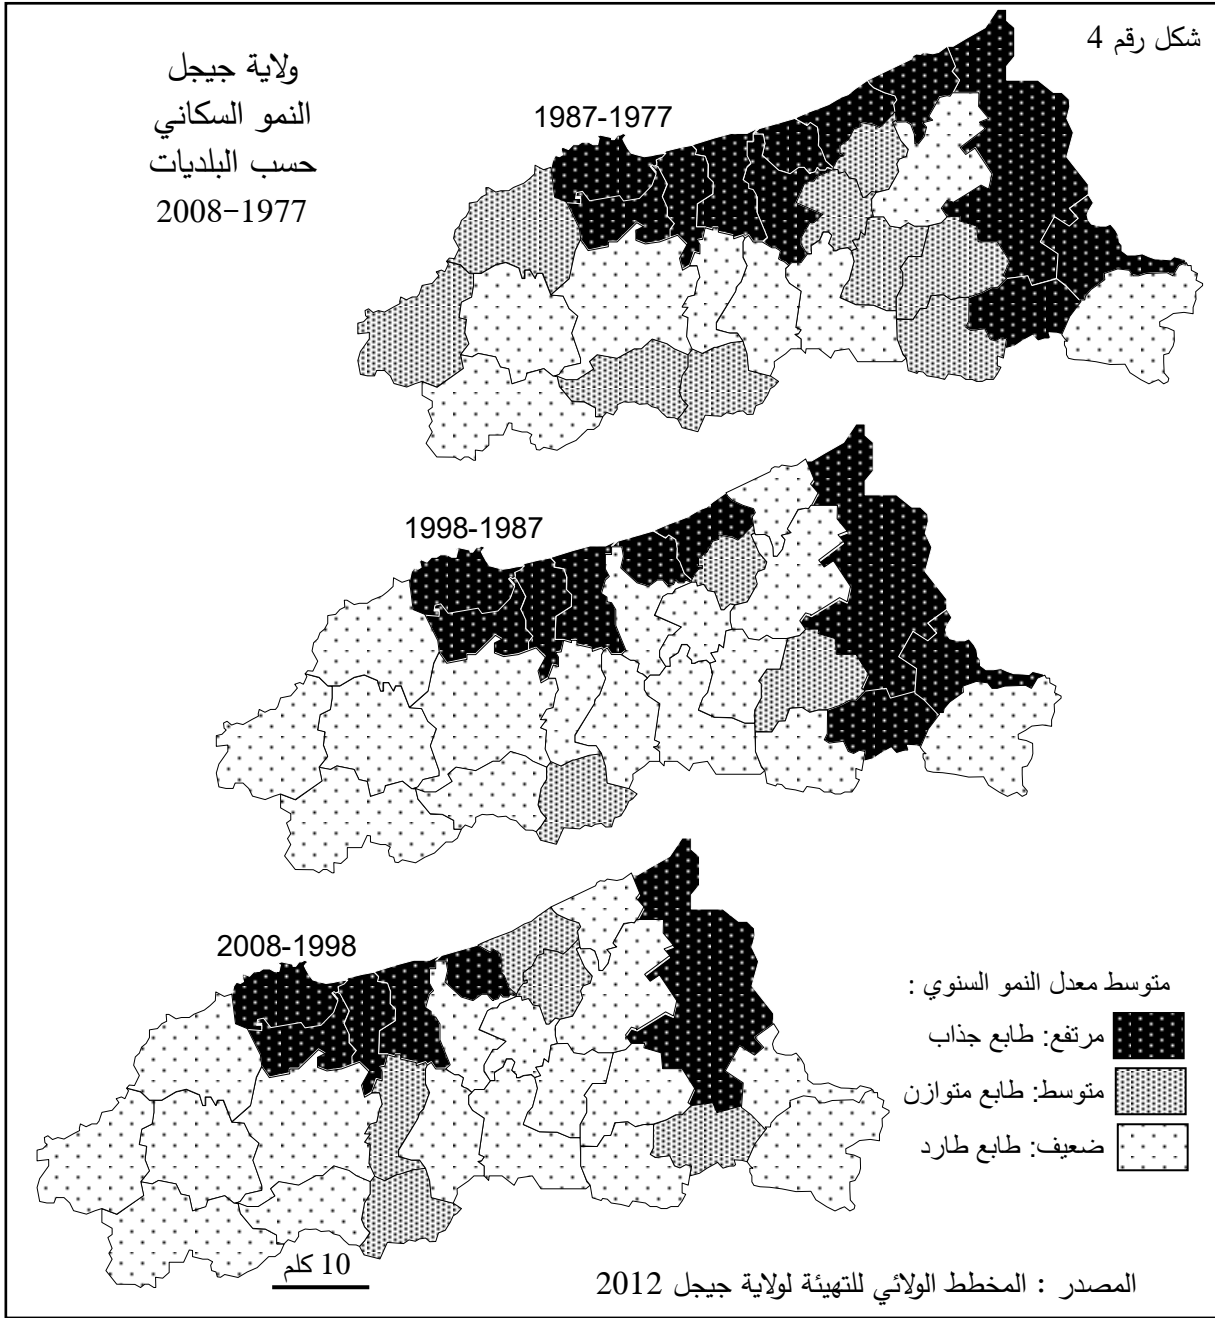 شكل رقم 4
ولاية جيجل
النمو السكاني
حسب البلديات
2008-1977
1987-1977
1998-1987
2008-1998
متوسط معدل النمو السنوي :
مرتفع: طابع جذاب
متوسط: طابع متوازن
ضعيف: طابع طارد
10 كلم
المصدر : المخطط الولائي للتهيئة لولاية جيجل 2012